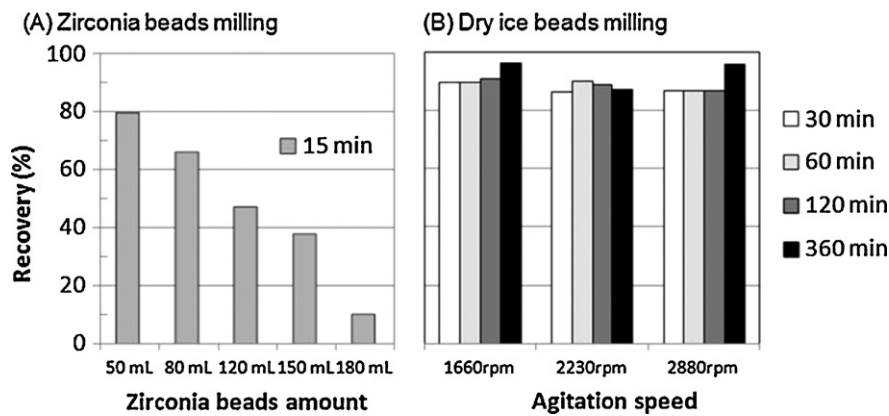 (A) Zirconia beads milling
(B) Dry ice beads milling
100
80
60
40
20
0
Recovery (%)
15 min
50 mL 80 mL 120 mL 150 mL 180 mL
Zirconia beads amount
1660rpm 2230rpm 2880rpm
Agitation speed
30 min
60 min
120 min
360 min